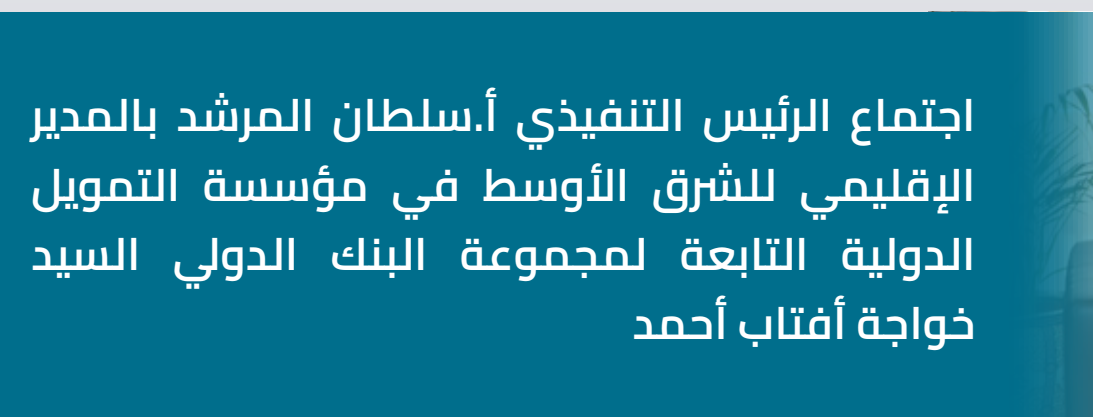 اجتماع الرئيس التنفيذي أ.سلطان المرشد بالمدير
الإقليمي للشرق الأوسط في مؤسسة التمويل
الدولية التابعة لمجموعة البنك الدولي السيد
خواجة أفتاب أحمد